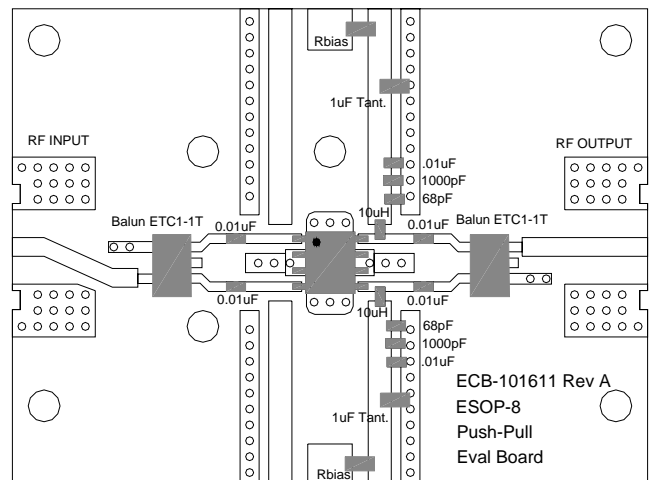 Rbias
1uF Tant.
RF INPUT
RF OUTPUT
.01uF
1000pF
68pF
10uH
Balun ETC1-1T
0.01uF
0.01uF
Balun ETC1-1T
0.01uF
0.01uF
10uH
68pF
1000pF
.01uF
1uF Tant.
Rbias
ECB-101611 Rev A
ESOP-8
Push-Pull
Eval Board